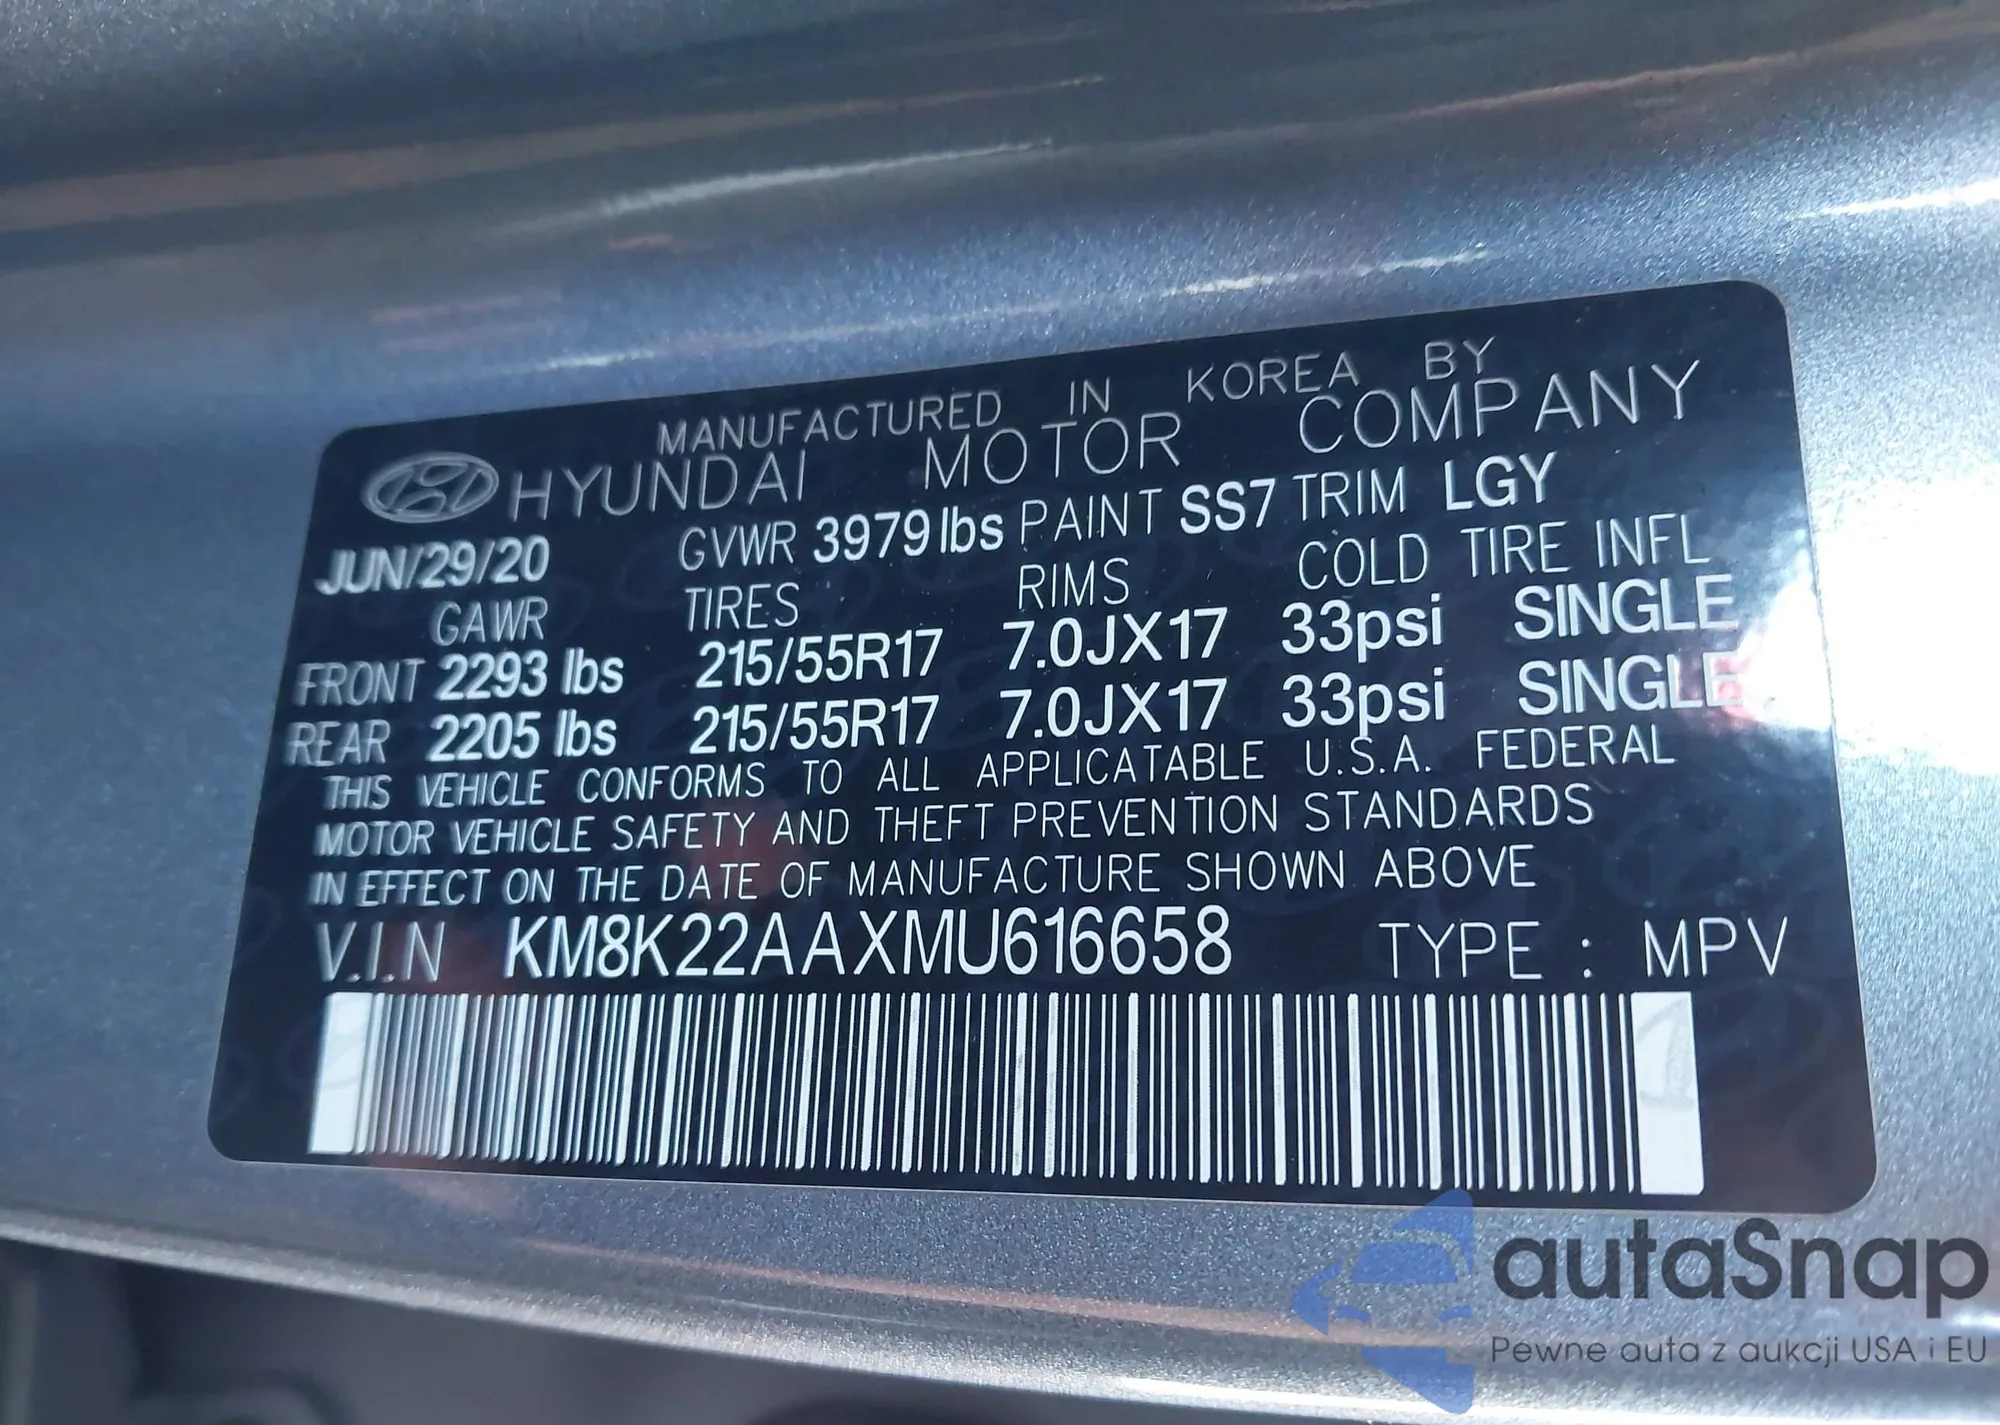 MANUFACTURED IN KOREA BY
HYUNDAI MOTOR COMPANY
JUN/29/20 GVWR 3979 lbs PAINT SS7 TRIM LGY
GAWR TIRES RIMS COLD TIRE INFL
FRONT 2293 lbs 215/55R17 7.0JX17 33psi SINGLE
REAR 2205 lbs 215/55R17 7.0JX17 33psi SINGLE
THIS VEHICLE CONFORMS TO ALL APPLICATABLE U.S.A. FEDERAL
MOTOR VEHICLE SAFETY AND THEFT PREVENTION STANDARDS
IN EFFECT ON THE DATE OF MANUFACTURE SHOWN ABOVE
V.I.N KM8K22AAXMU616658 TYPE : MPV
autaSnap
Pewne auta z aukcji USA i EU